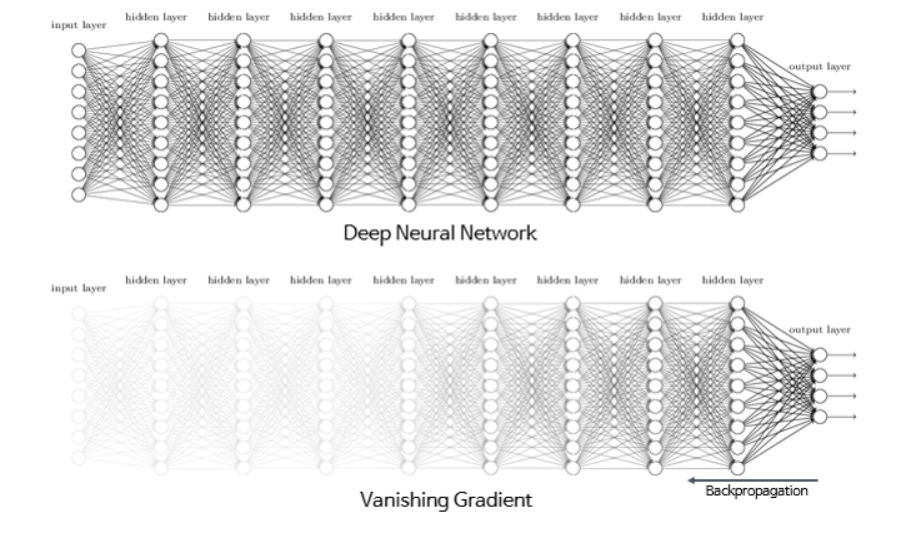 input layer
hidden layer
hidden layer
hidden layer
hidden layer
hidden layer
hidden layer
hidden layer
hidden layer
output layer
Deep Neural Network
input layer
hidden layer
hidden layer
hidden layer
hidden layer
hidden layer
hidden layer
hidden layer
hidden layer
output layer
Backpropagation
Vanishing Gradient